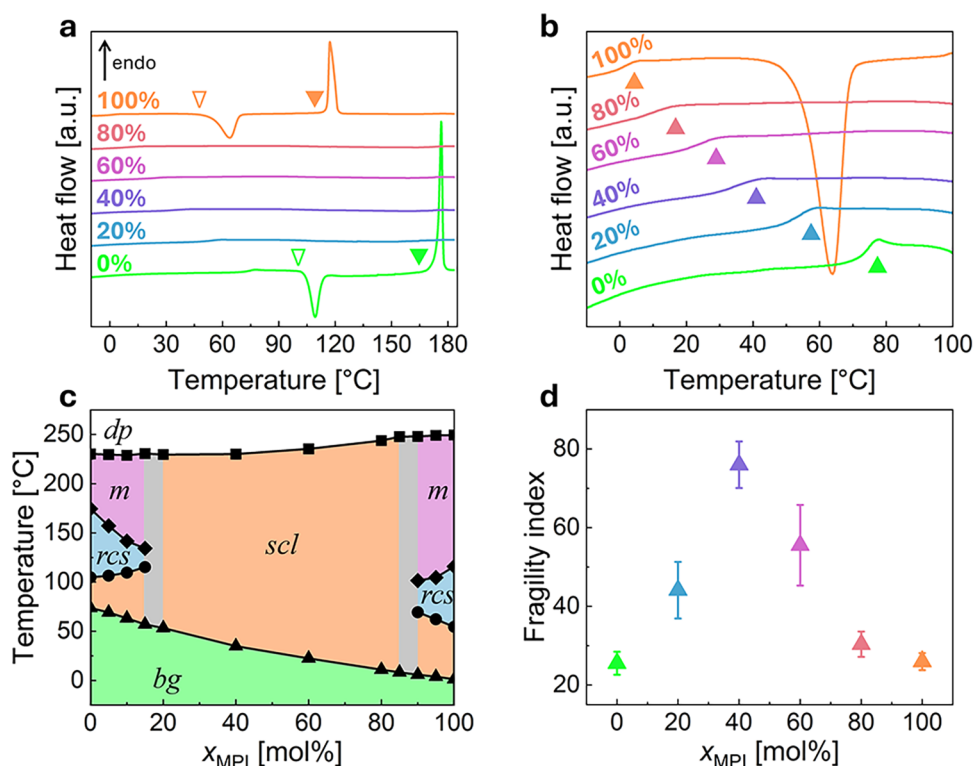 a
endo
100%
80%
60%
40%
20%
0%
Heat flow [a.u.]
0 30 60 90 120 150 180
Temperature [°C]
b
100%
80%
60%
40%
20%
0%
Heat flow [a.u.]
0 20 40 60 80 100
Temperature [°C]
c
dp
250
200
150
100
50
0
m
rcs
scl
m
rcs
bg
Temperature [°C]
0 20 40 60 80 100
xMPI [mol%]
d
80
60
40
20
Fragility index
0 20 40 60 80 100
xMPI [mol%]